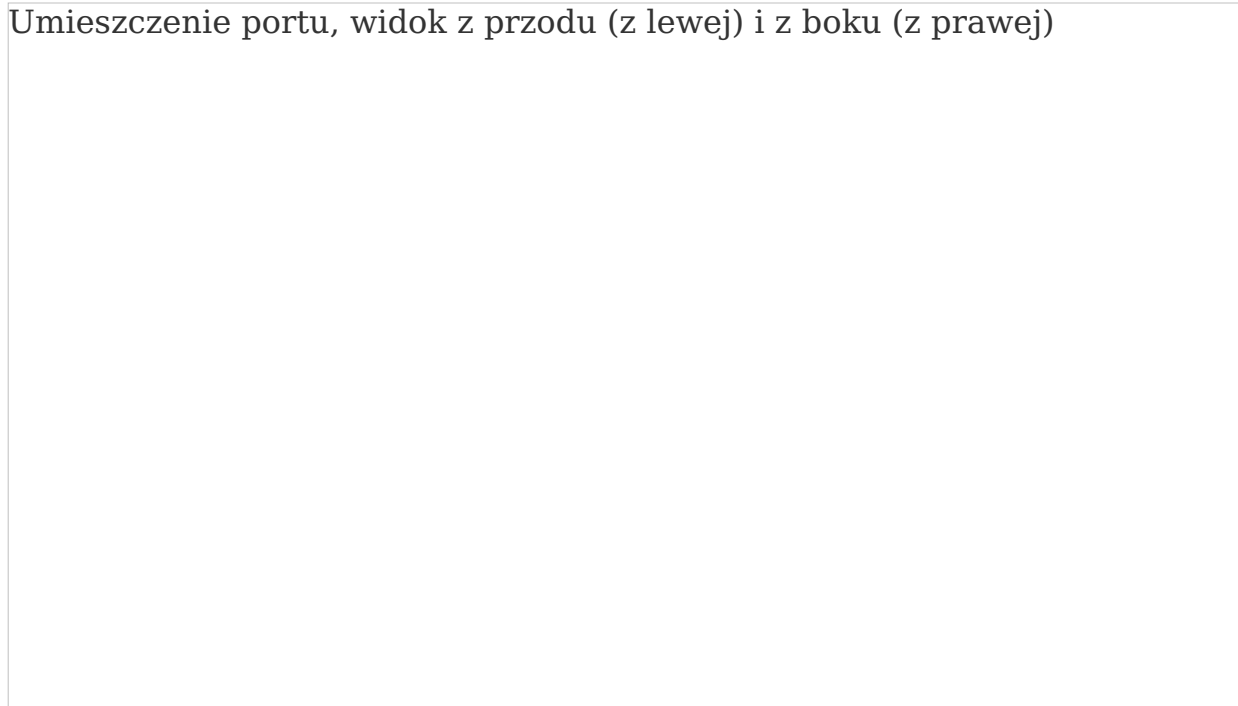 Umieszczenie portu, widok z przodu (z lewej) i z boku (z prawej)